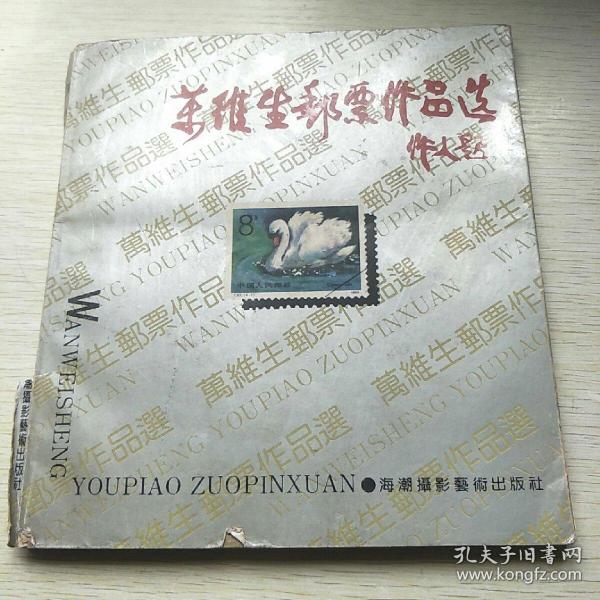 萬維生郵票作品選
YOUPIAO ZUOPINXUAN
WANWEISHENG
万維生郵票作品选
作人题
8
中国人民邮政
WANWEISHENG
海潮攝影藝術出版社
YOUPIAO ZUOPINXUAN ● 海潮攝影藝術出版社
孔夫子旧书网
www.kongfz.com